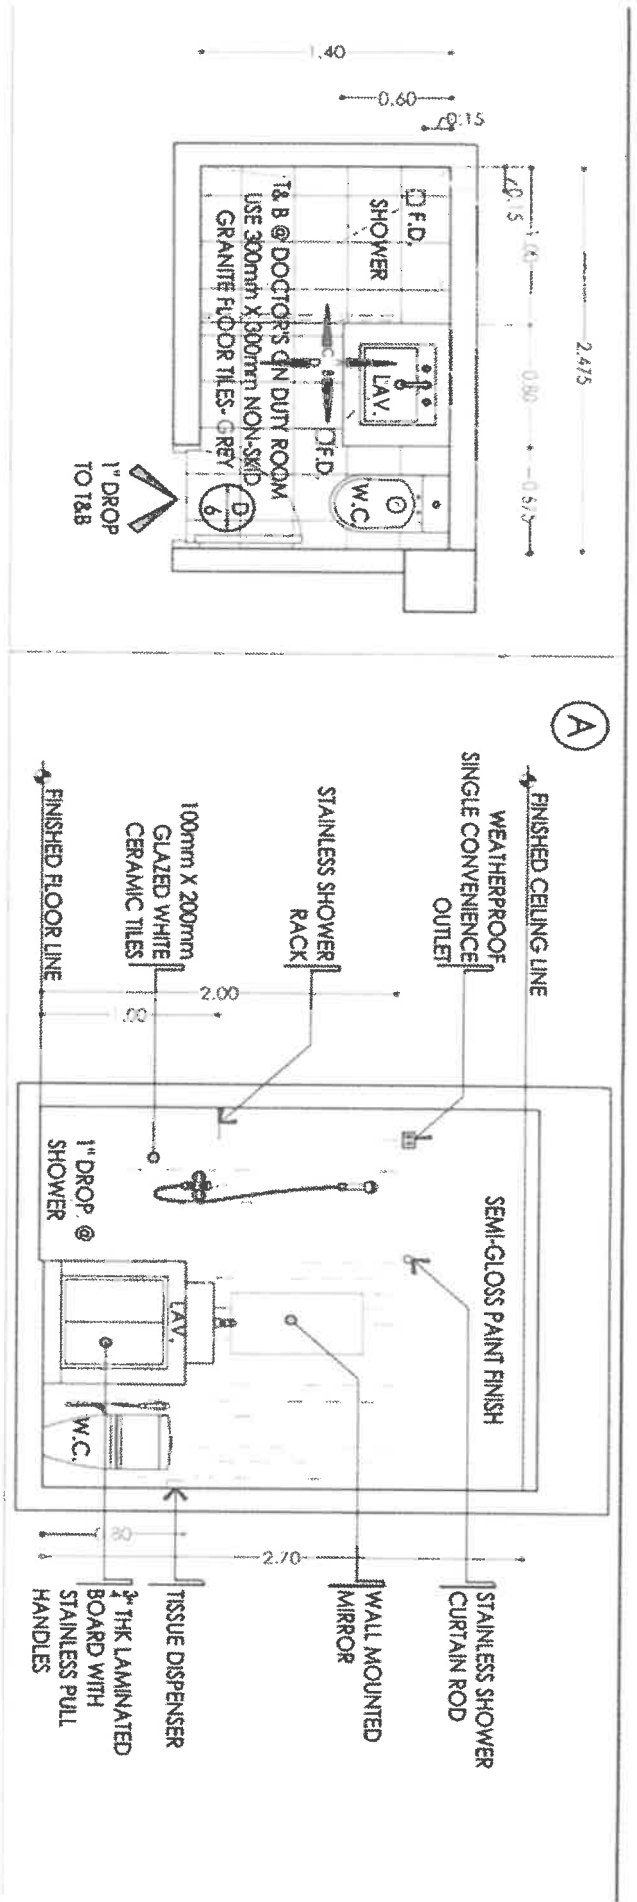 1.40
0.60
0.15
0.15
1.00
0.80
0.675
2.475
F.D.
SHOWER
LAV.
F.D.
W.C.
T& B @ DOCTOR'S ON DUTY ROOM
USE 300mm X 300mm NON-SKID
GRANITE FLOOR TILES- GREY
D
6
1" DROP
TO T&B
A
FINISHED CEILING LINE
WEATHERPROOF
SINGLE CONVENIENCE
OUTLET
STAINLESS SHOWER
RACK
100mm X 200mm
GLAZED WHITE
CERAMIC TILES
FINISHED FLOOR LINE
2.00
1.00
SEMI-GLOSS PAINT FINISH
1" DROP @
SHOWER
LAV.
W.C.
2.70
STAINLESS SHOWER
CURTAIN ROD
WALL MOUNTED
MIRROR
TISSUE DISPENSER
3/4" THK LAMINATED
BOARD WITH
STAINLESS PULL
HANDLES